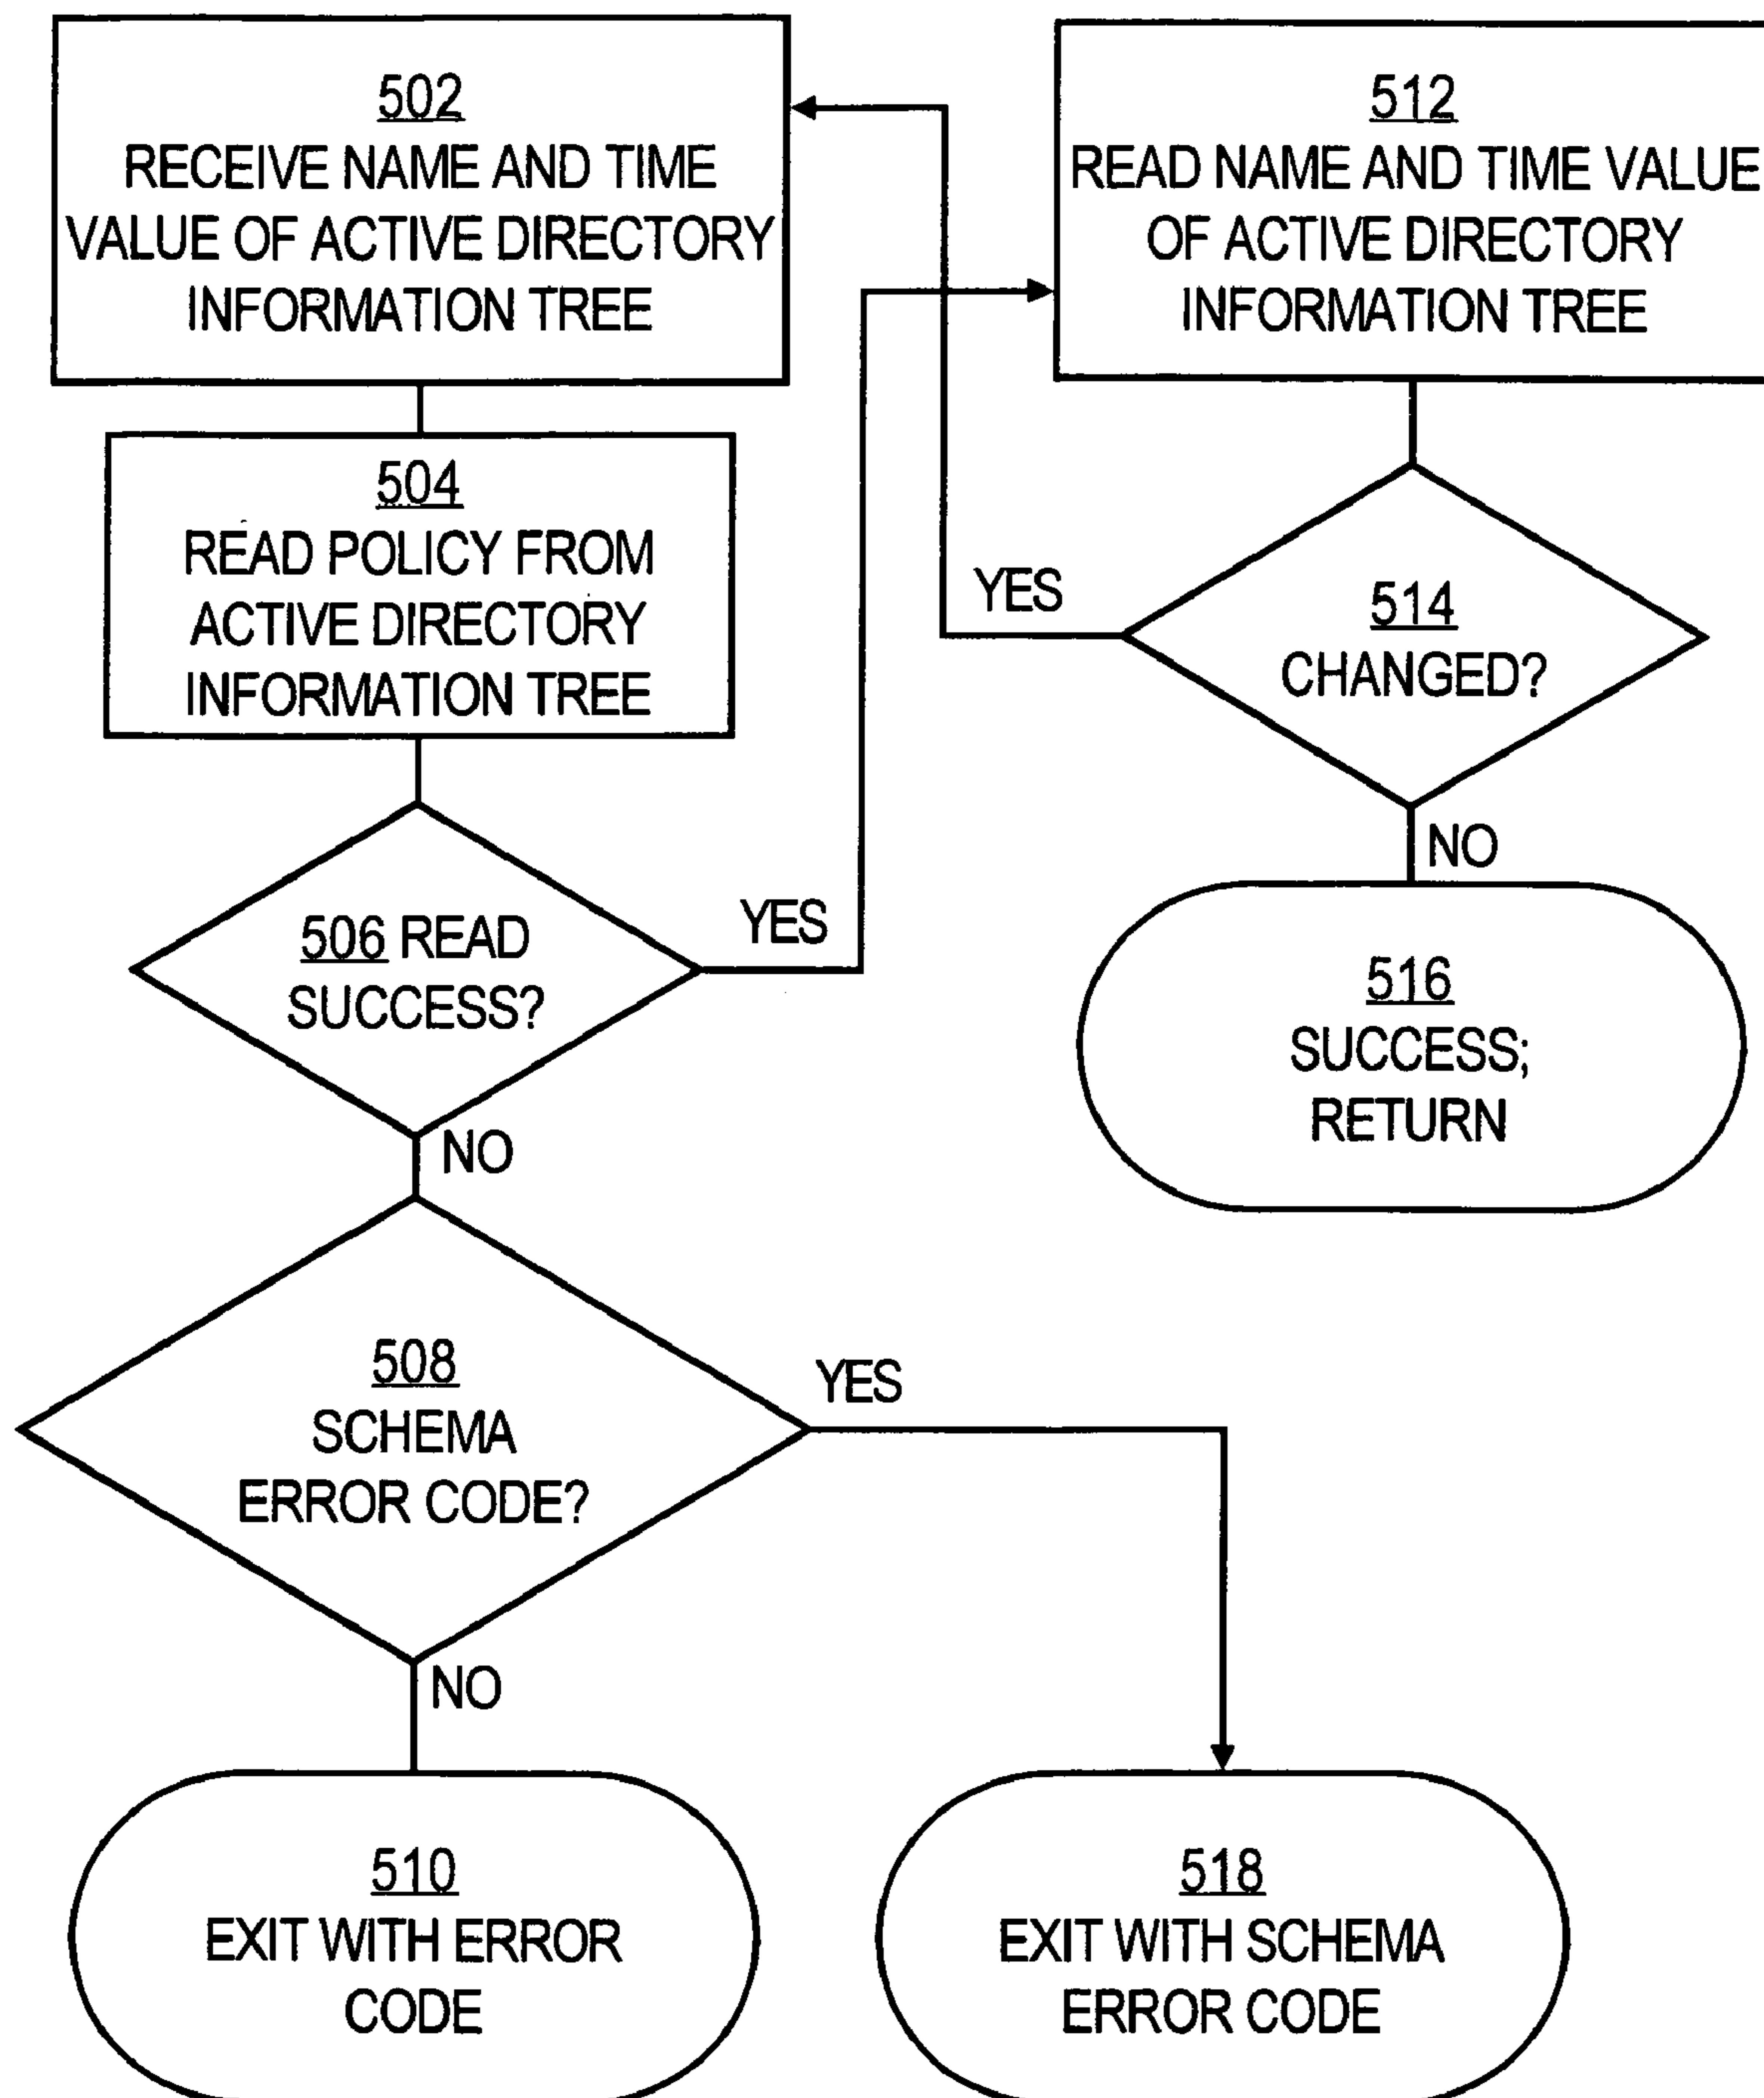 502
RECEIVE NAME AND TIME
VALUE OF ACTIVE DIRECTORY
INFORMATION TREE
504
READ POLICY FROM
ACTIVE DIRECTORY
INFORMATION TREE
506 READ
SUCCESS?
YES
NO
508
SCHEMA
ERROR CODE?
YES
NO
510
EXIT WITH ERROR
CODE
512
READ NAME AND TIME VALUE
OF ACTIVE DIRECTORY
INFORMATION TREE
514
CHANGED?
YES
NO
516
SUCCESS;
RETURN
518
EXIT WITH SCHEMA
ERROR CODE